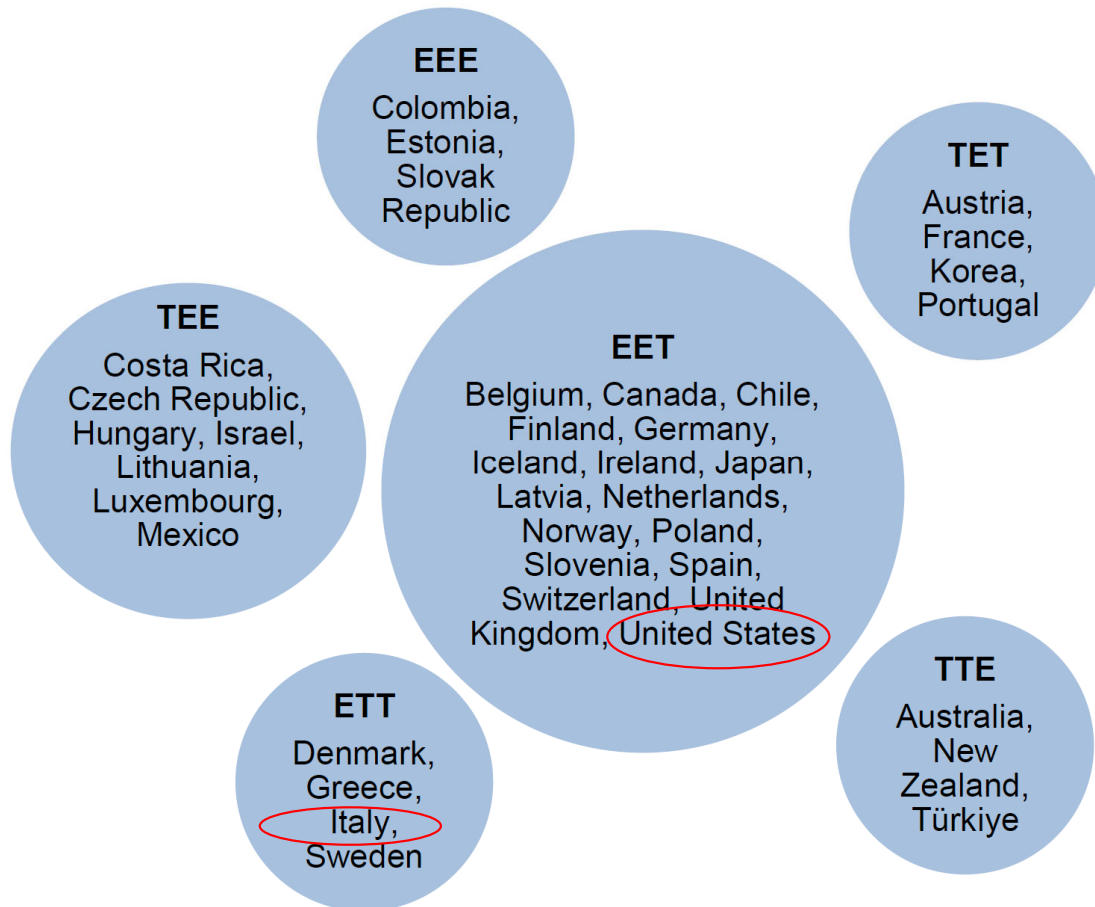 EEE
Colombia,
Estonia,
Slovak
Republic
TET
Austria,
France,
Korea,
Portugal
TEE
Costa Rica,
Czech Republic,
Hungary, Israel,
Lithuania,
Luxembourg,
Mexico
EET
Belgium, Canada, Chile,
Finland, Germany,
Iceland, Ireland, Japan,
Latvia, Netherlands,
Norway, Poland,
Slovenia, Spain,
Switzerland, United
Kingdom, United States
ETT
Denmark,
Greece,
Italy,
Sweden
TTE
Australia,
New
Zealand,
Türkiye